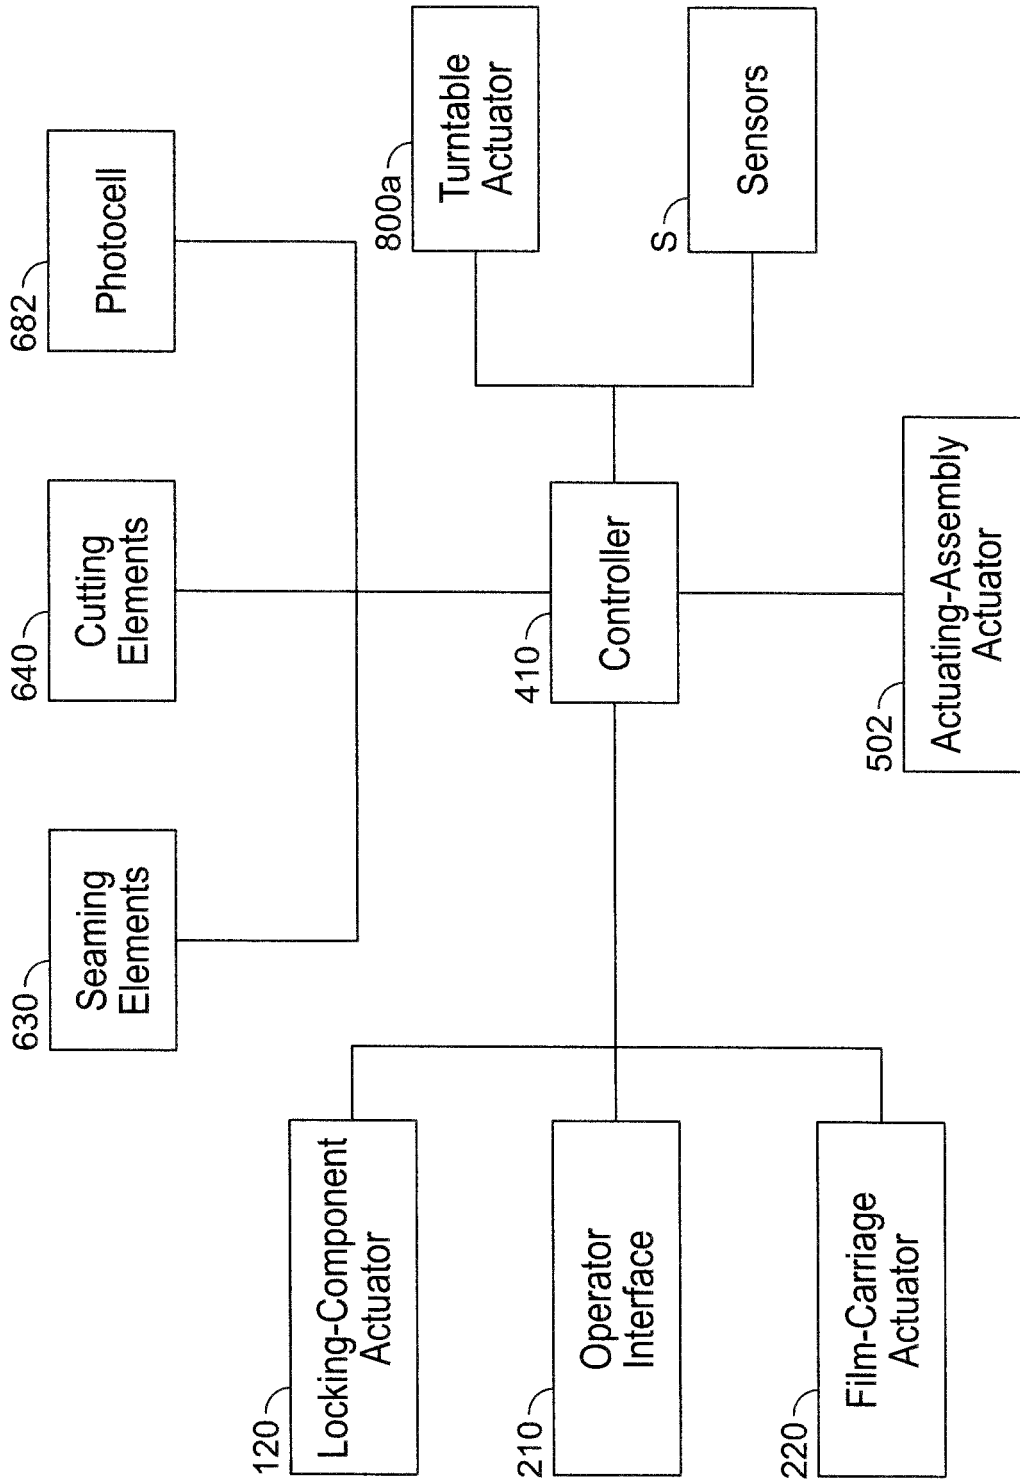 630
Seaming
Elements
640
Cutting
Elements
682
Photocell
120
Locking-Component
Actuator
210
Operator
Interface
220
Film-Carriage
Actuator
410
Controller
800a
Turntable
Actuator
S
Sensors
502
Actuating-Assembly
Actuator